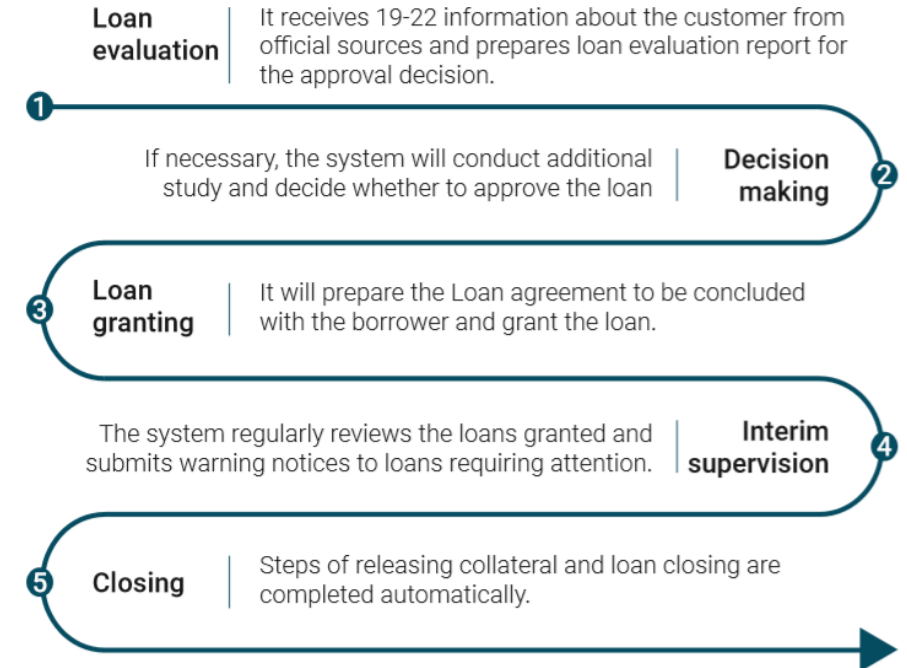 Loan
evaluation
It receives 19-22 information about the customer from
official sources and prepares loan evaluation report for
the approval decision.
1
If necessary, the system will conduct additional
study and decide whether to approve the loan
Decision
making
2
3
Loan
granting
It will prepare the Loan agreement to be concluded
with the borrower and grant the loan.
The system regularly reviews the loans granted and
submits warning notices to loans requiring attention.
Interim
supervision
4
5
Closing
Steps of releasing collateral and loan closing are
completed automatically.